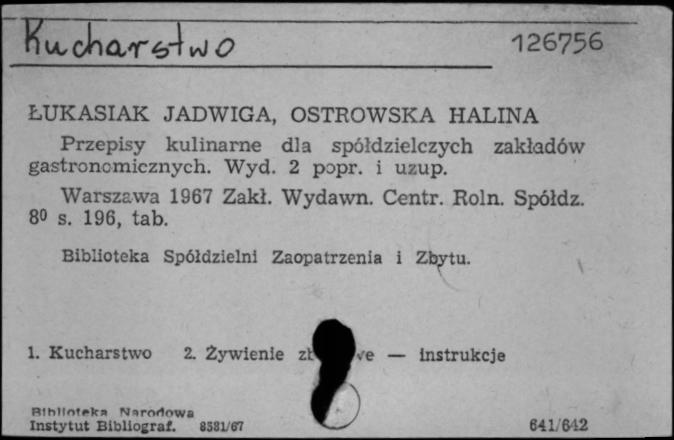 Kucharstwo 126756
ŁUKASIAK JADWIGA, OSTROWSKA HALINA
Przepisy kulinarne dla spółdzielczych zakładów
gastronomicznych. Wyd. 2 popr. i uzup.
Warszawa 1967 Zakł. Wydawn. Centr. Roln. Spółdz.
8⁰ s. 196, tab.
Biblioteka Spółdzielni Zaopatrzenia i Zbytu.
1. Kucharstwo 2. Żywienie — instrukcje
Biblioteka Narodowa
Instytut Bibliograf. 8581/67 641/642